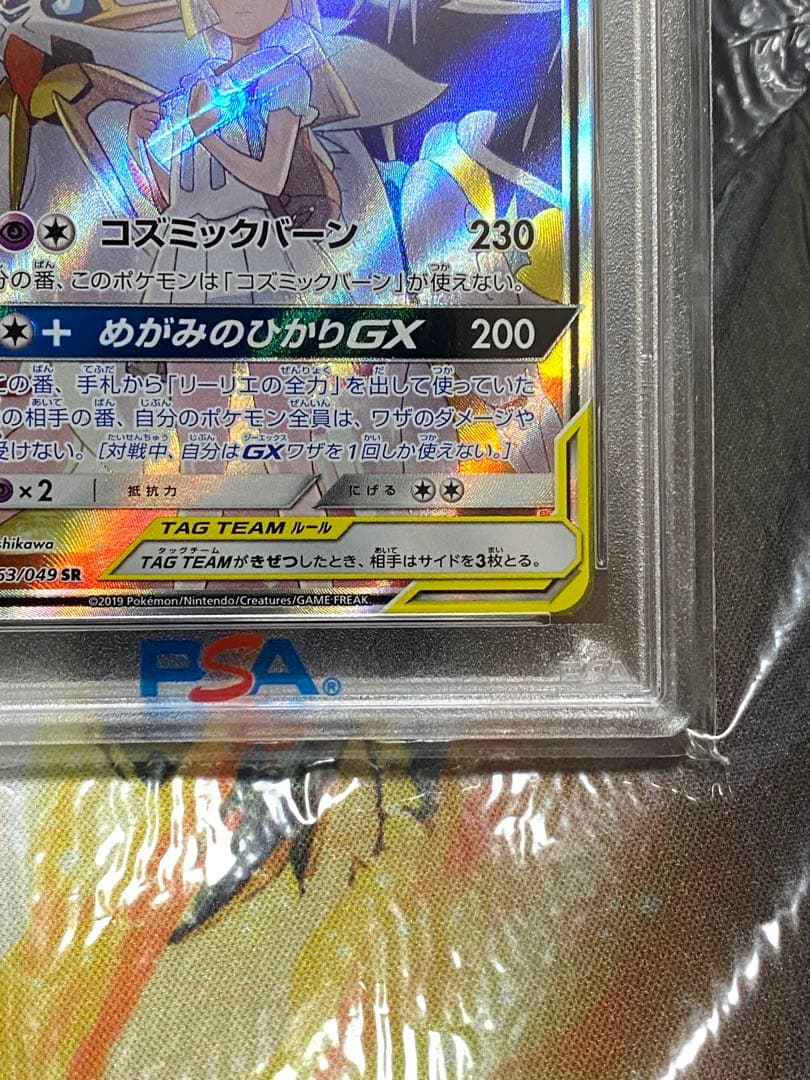 コズミックバーン 230
の番、このポケモンは「コズミックバーン」が使えない。
+ めがみのひかりGX 200
この番、手札から「リーリエの全力」を出して使っていた
の相手の番、自分のポケモン全員は、ワザのダメージや
受けない。[対戦中、自分はGXワザを1回しか使えない。]
×2 抵抗力 にげる
TAG TEAM ルール
TAG TEAMがきぜつしたとき、相手はサイドを3枚とる。
shikawa
63/049 SR
©2019 Pokémon/Nintendo/Creatures/GAME FREAK.
PSA®
PSA